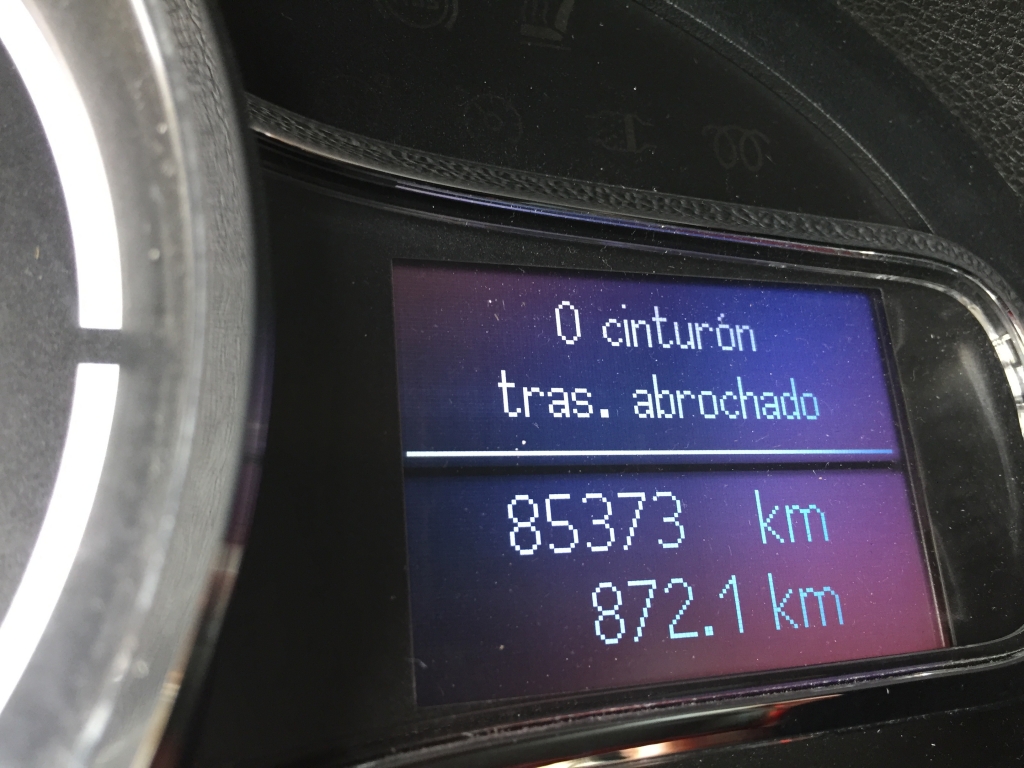 0 cinturón
tras. abrochado
85373 km
872.1 km